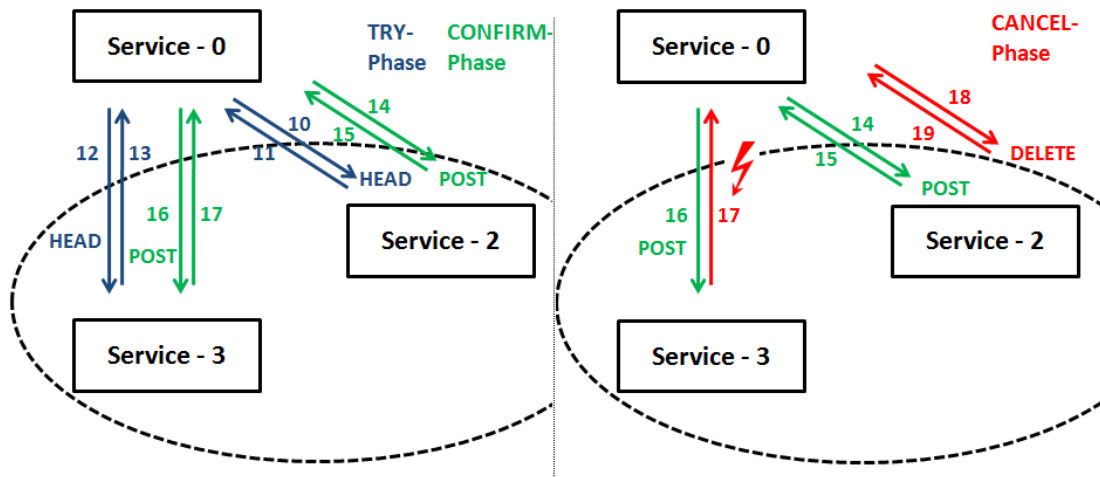 Service - 0
TRY-
Phase
CONFIRM-
Phase
14
10
15
12
13
11
HEAD
POST
16
17
HEAD
POST
Service - 2
Service - 3
Service - 0
CANCEL-
Phase
18
14
19
15
DELETE
POST
16
17
POST
Service - 2
Service - 3